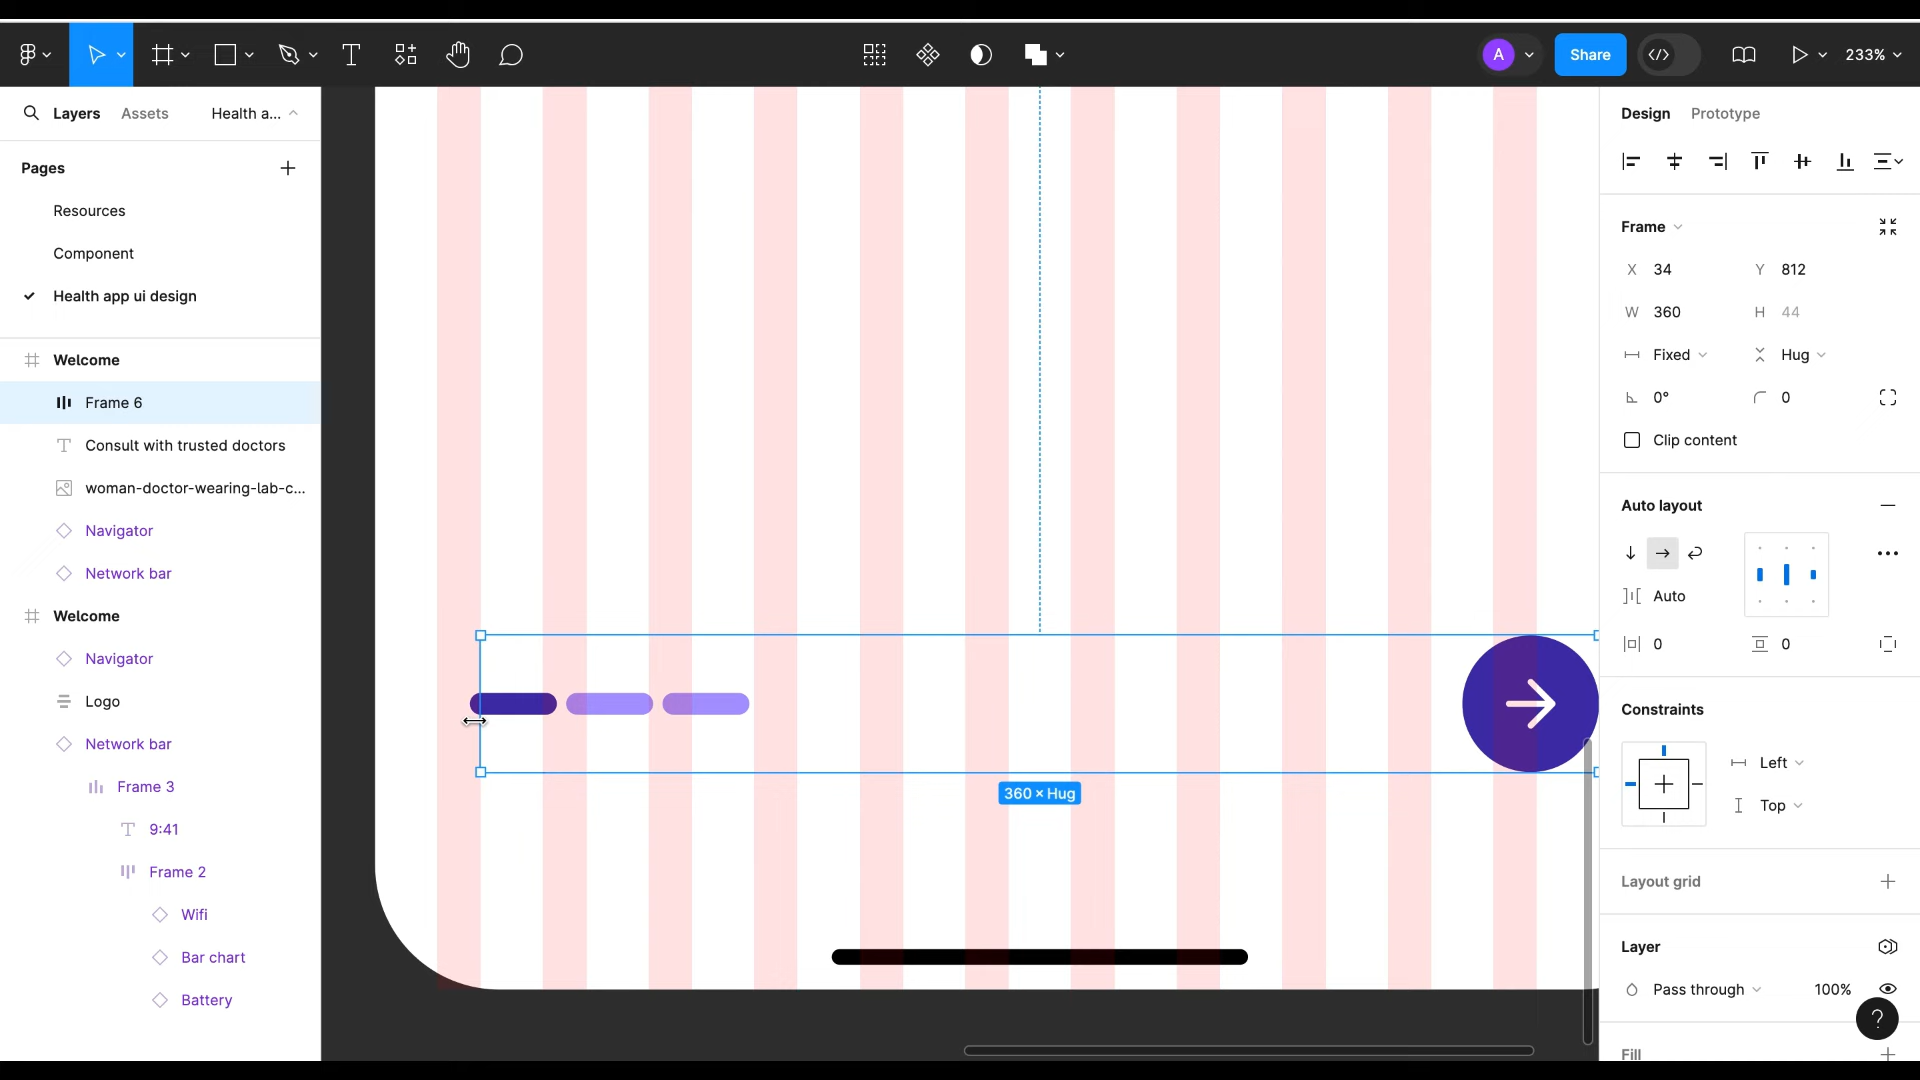 A
Share
233%
Layers
Assets
Health a...
Pages
Resources
Component
Health app ui design
Welcome
Frame 6
Consult with trusted doctors
woman-doctor-wearing-lab-c...
Navigator
Network bar
Welcome
Navigator
Logo
Network bar
Frame 3
9:41
Frame 2
Wifi
Bar chart
Battery
360 × Hug
Design
Prototype
Frame
X 34
Y 812
W 360
H 44
Fixed
Hug
0°
0
Clip content
Auto layout
Auto
0
0
Constraints
Left
Top
Layout grid
Layer
Pass through
100%
?
Fill